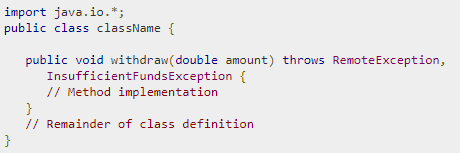 import java.io.*;
public class className {
public void withdraw(double amount) throws RemoteException,
InsufficientFundsException {
// Method implementation
}
// Remainder of class definition
}